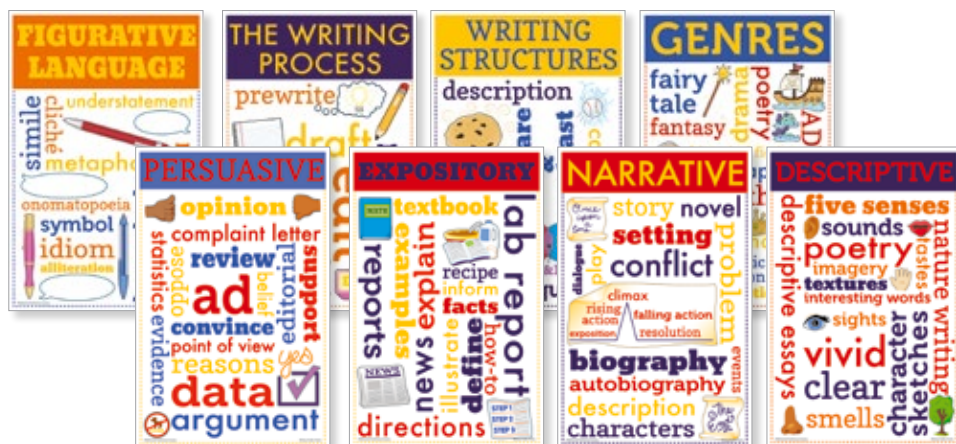 FIGURATIVE
LANGUAGE
simile
cliche
understatement
onomatopoeia
symbol
idiom
alliteration
THE WRITING
PROCESS
prewrite
draft
WRITING
STRUCTURES
description
GENRES
fairy
tale
fantasy
drama
poetry
PERSUASIVE
opinion
complaint letter
statistics
oppose
review
belief
editorial
support
ad
convince
point of view
evidence
reasons
yes
data
argument
EXPOSITORY
MATH
textbook
lab report
reports
examples
news
explain
recipe
inform
facts
illustrate
define
how-to
NEWS
STEP 1
STEP 2
STEP 3
directions
NARRATIVE
story
novel
setting
dialogue
play
conflict
problem
climax
rising
action
falling action
exposition
resolution
biography
autobiography
events
description
characters
DESCRIPTIVE
five senses
descriptive essays
sounds
tastes
nature writing
poetry
imagery
textures
interesting words
sights
vivid
clear
character
sketches
smells